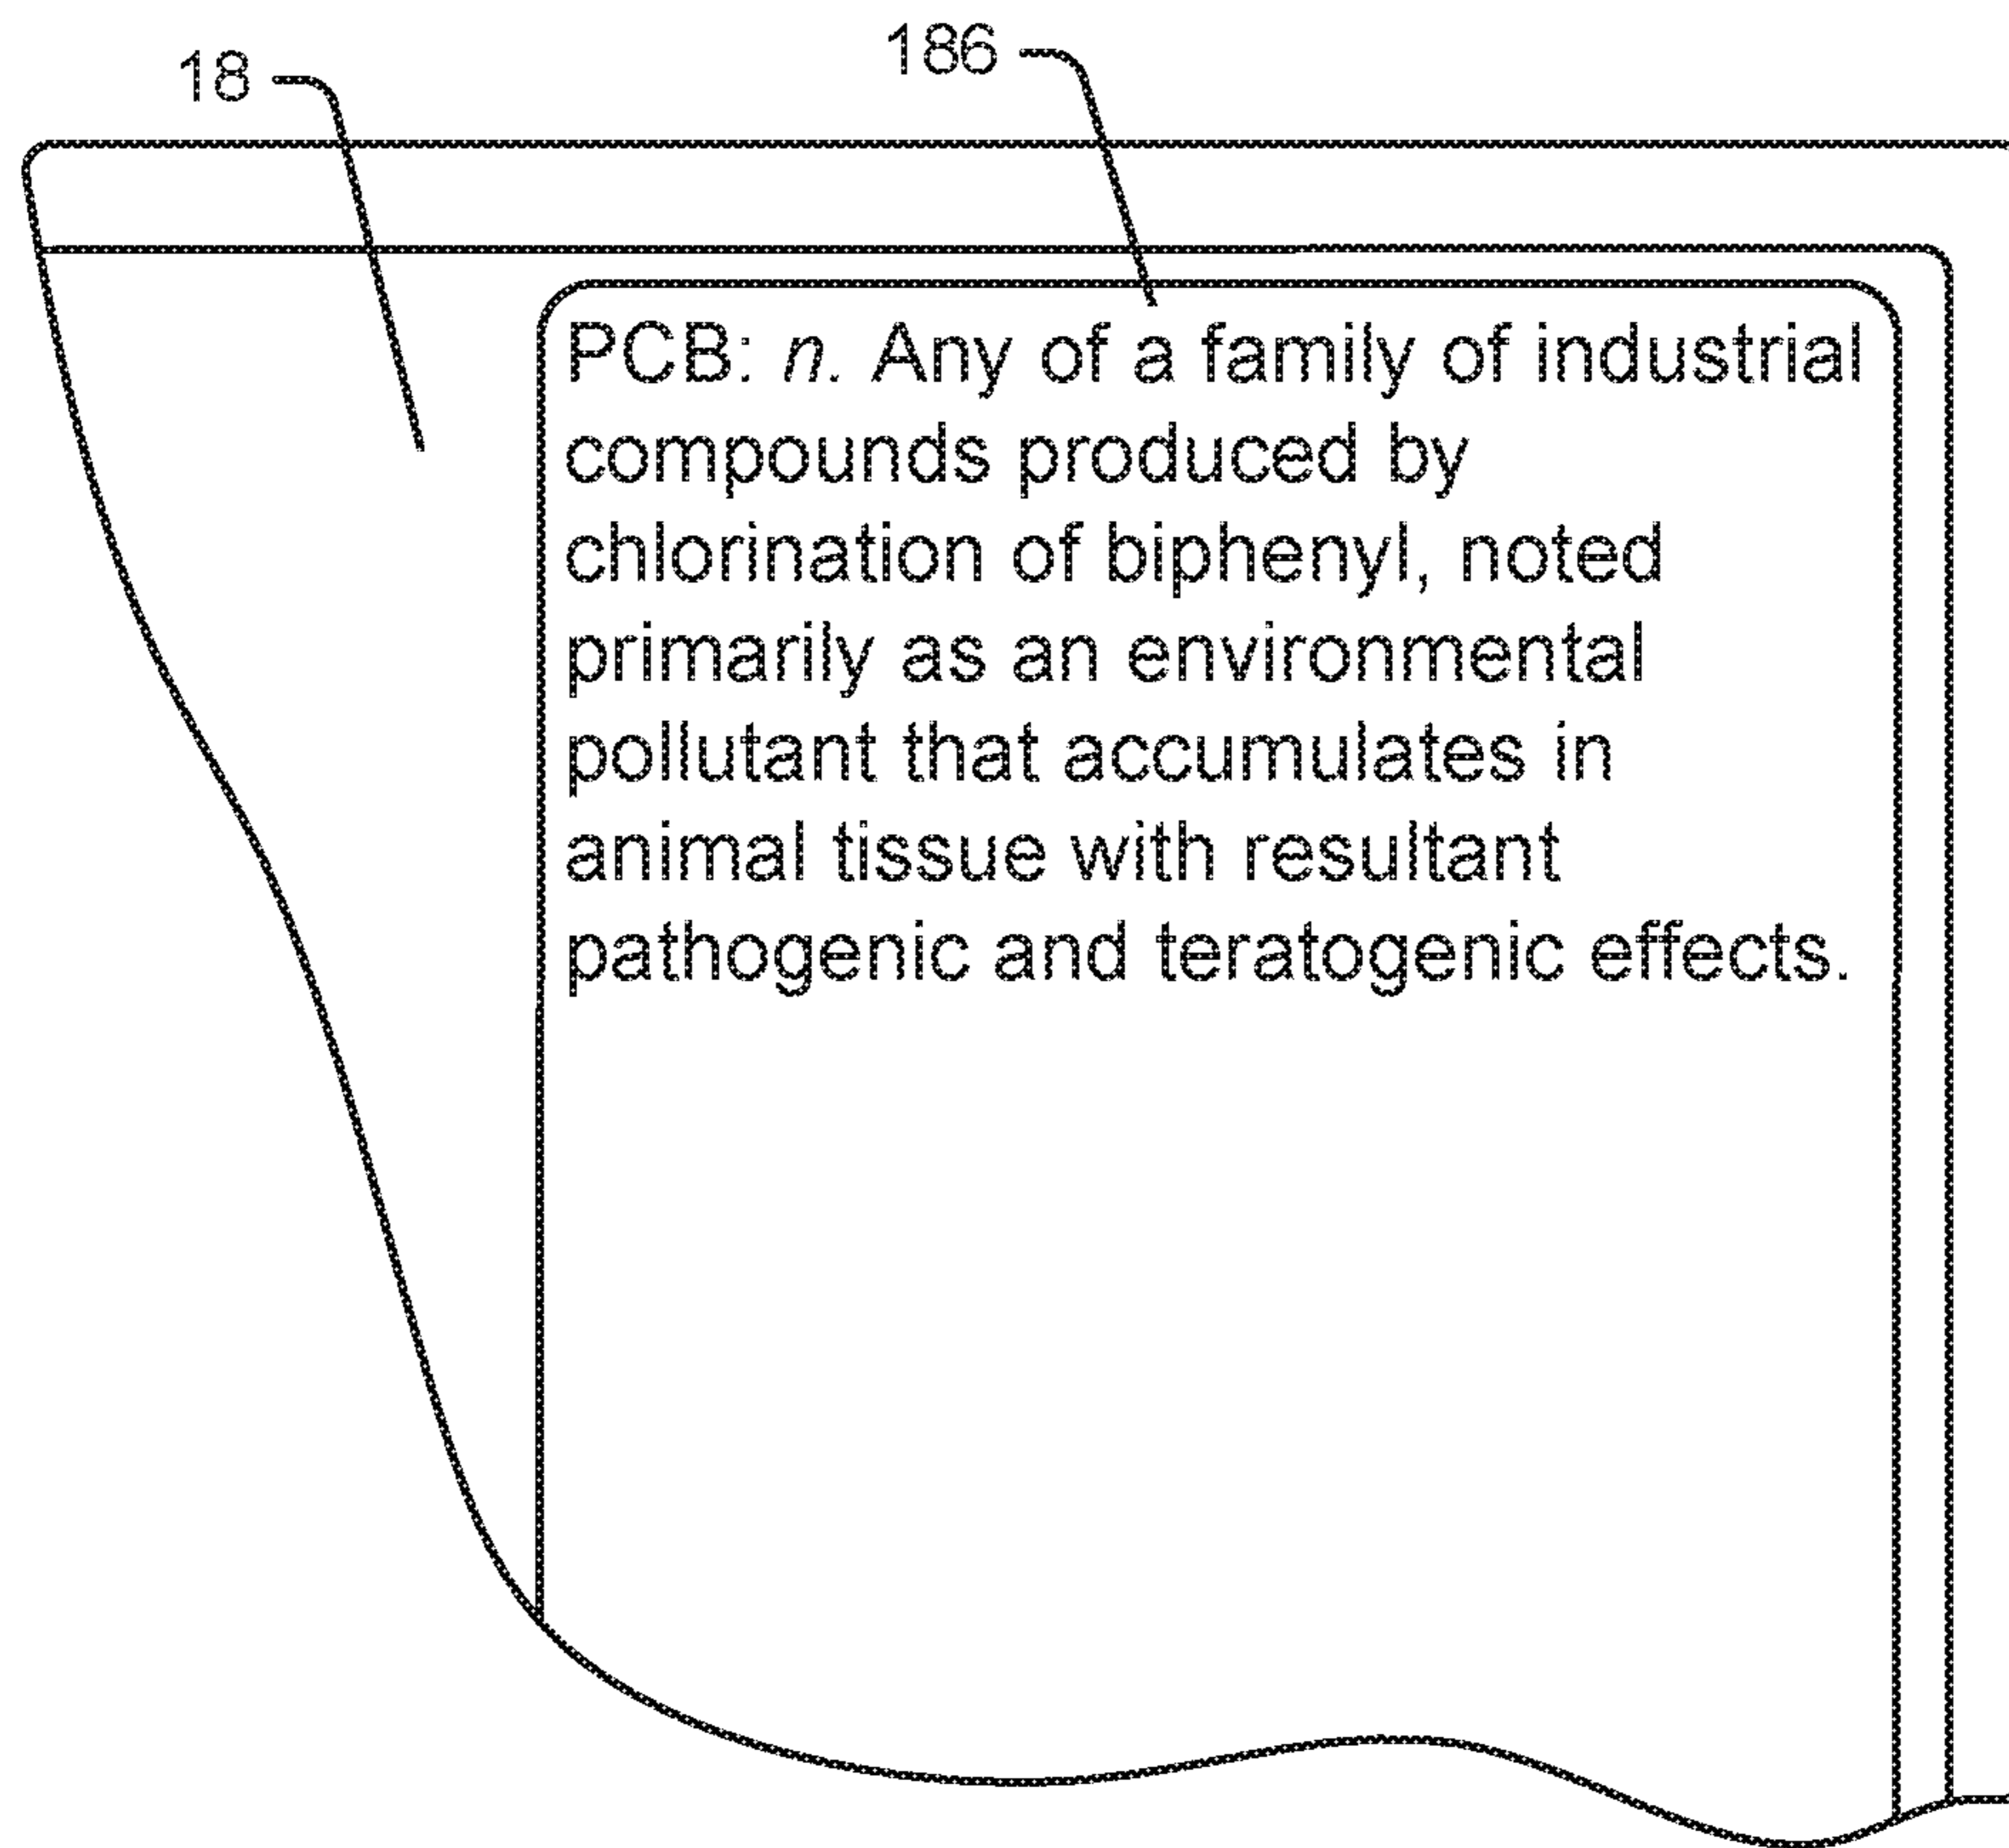 18
186
PCB: n. Any of a family of industrial
compounds produced by
chlorination of biphenyl, noted
primarily as an environmental
pollutant that accumulates in
animal tissue with resultant
pathogenic and teratogenic effects.